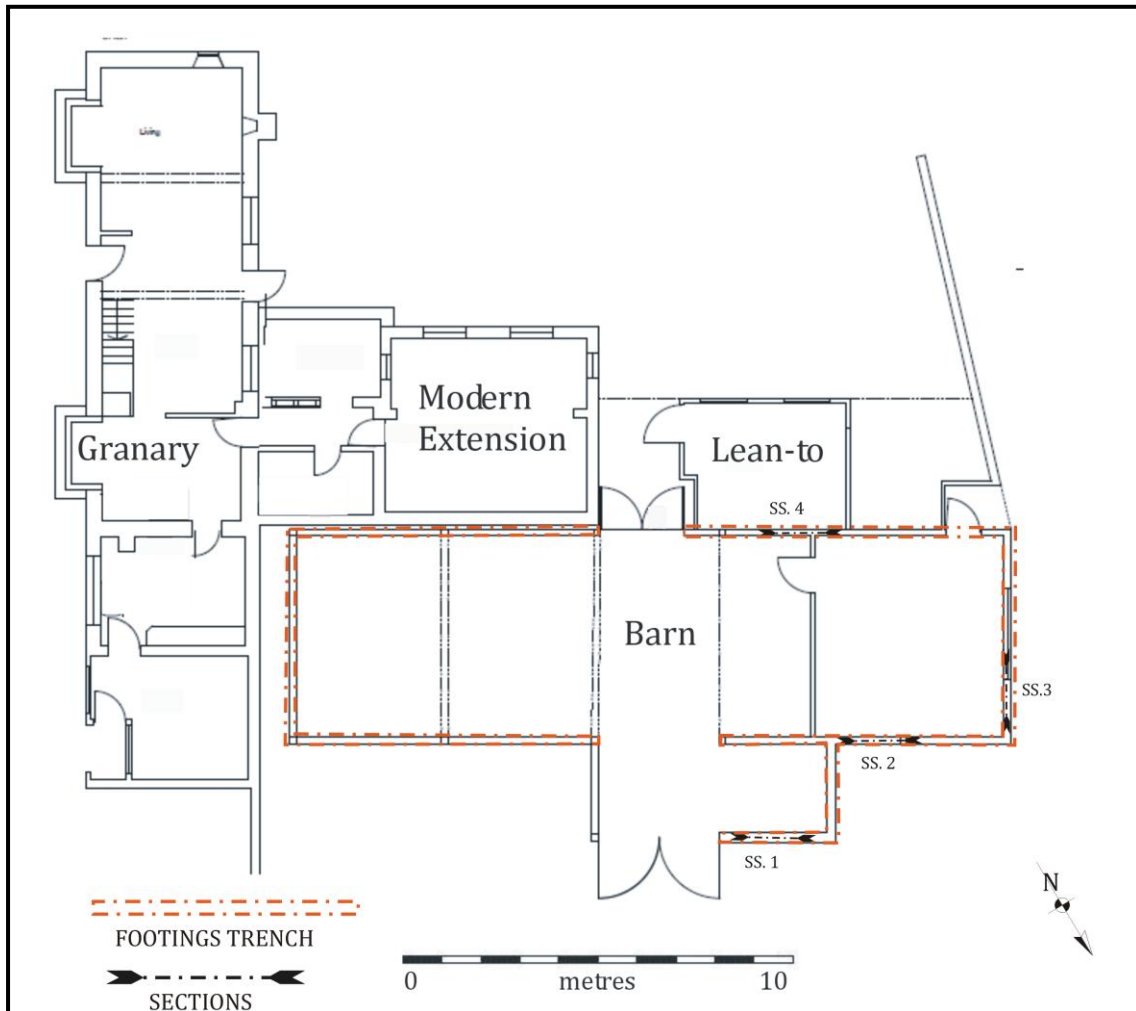 Living
Modern
Extension
Granary
Lean-to
SS. 4
Barn
SS.3
SS. 2
SS. 1
N
FOOTINGS TRENCH
0 metres 10
SECTIONS